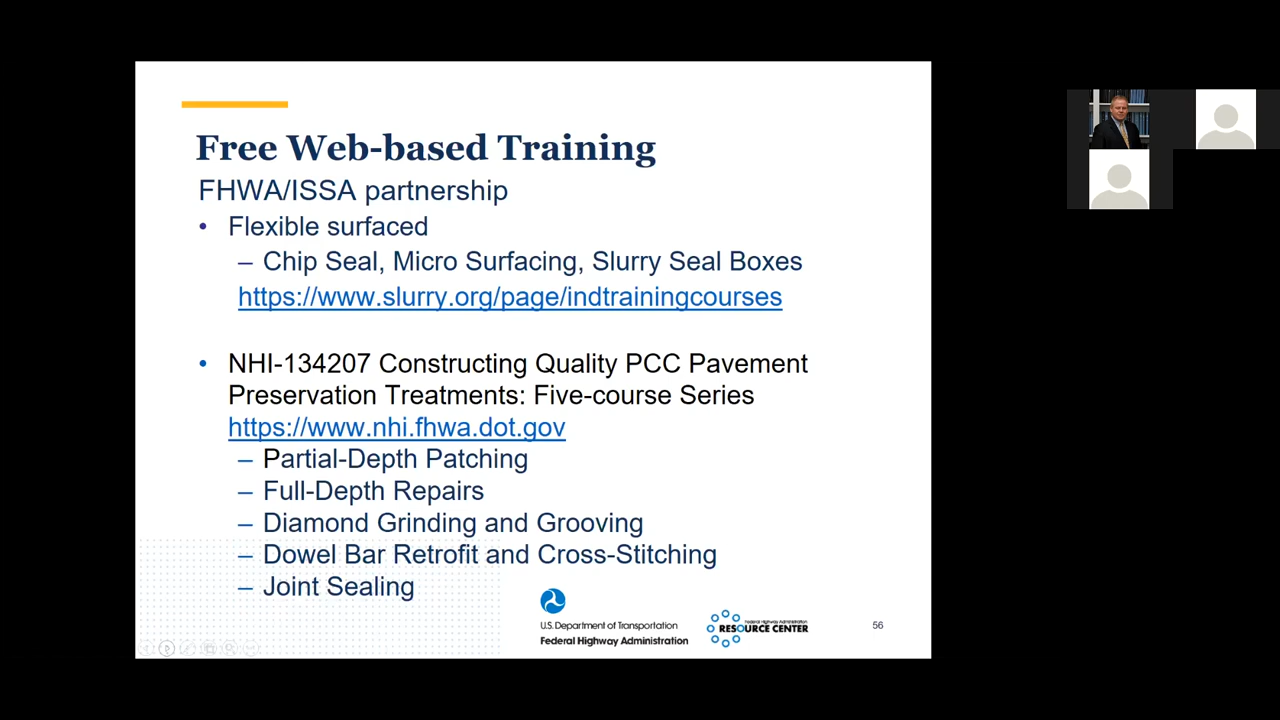 Free Web-based Training
FHWA/ISSA partnership
• Flexible surfaced
– Chip Seal, Micro Surfacing, Slurry Seal Boxes
https://www.slurry.org/page/indtrainingcourses
• NHI-134207 Constructing Quality PCC Pavement
Preservation Treatments: Five-course Series
https://www.nhi.fhwa.dot.gov
– Partial-Depth Patching
– Full-Depth Repairs
– Diamond Grinding and Grooving
– Dowel Bar Retrofit and Cross-Stitching
– Joint Sealing
U.S. Department of Transportation
Federal Highway Administration
Federal Highway Administration
RESOURCE CENTER
56